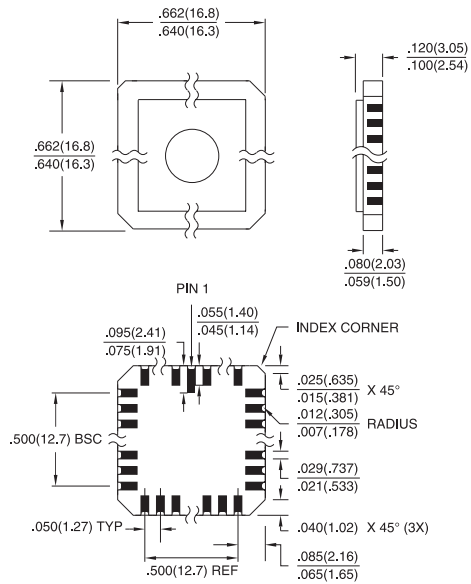 .662(16.8)
.640(16.3)
.120(3.05)
.100(2.54)
.662(16.8)
.640(16.3)
.080(2.03)
.059(1.50)
PIN 1
.055(1.40)
.045(1.14)
.095(2.41)
.075(1.91)
INDEX CORNER
.025(.635)
.015(.381)
X 45°
.012(.305)
.007(.178)
RADIUS
.500(12.7) BSC
.029(.737)
.021(.533)
.050(1.27) TYP
.040(1.02) X 45° (3X)
.500(12.7) REF
.085(2.16)
.065(1.65)